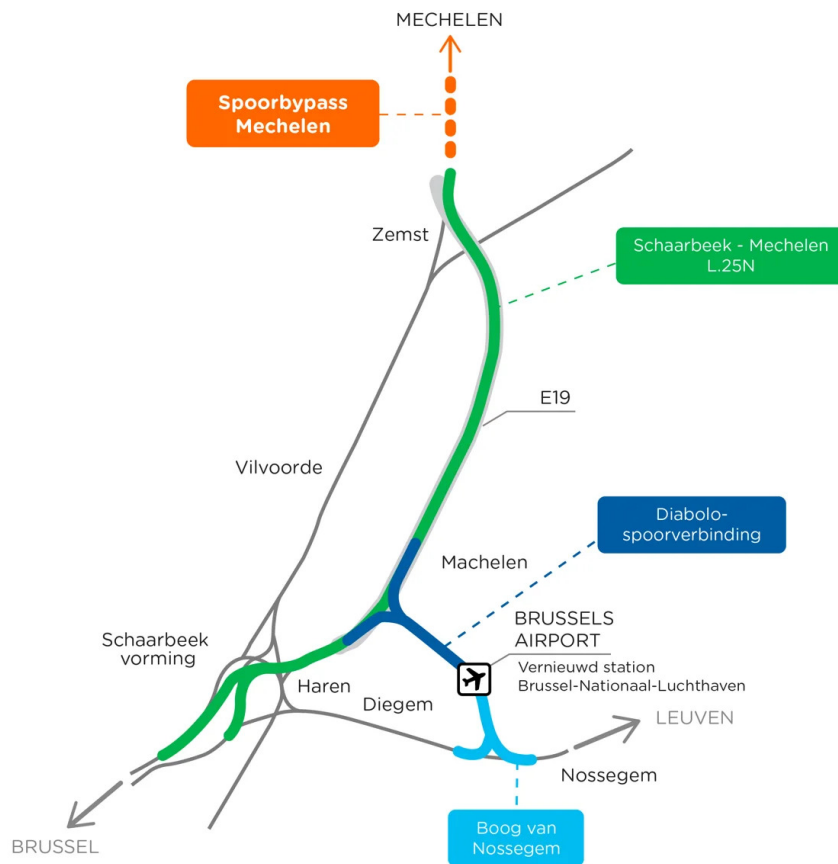 MECHELEN
Spoorbypass
Mechelen
Zemst
Schaarbeek - Mechelen
L.25N
E19
Vilvoorde
Diabolo-
spoorverbinding
Machelen
BRUSSELS
AIRPORT
Vernieuwd station
Brussel-Nationaal-Luchthaven
Schaarbeek
vorming
Haren
Diegem
LEUVEN
Nossegem
Boog van
Nossegem
BRUSSEL